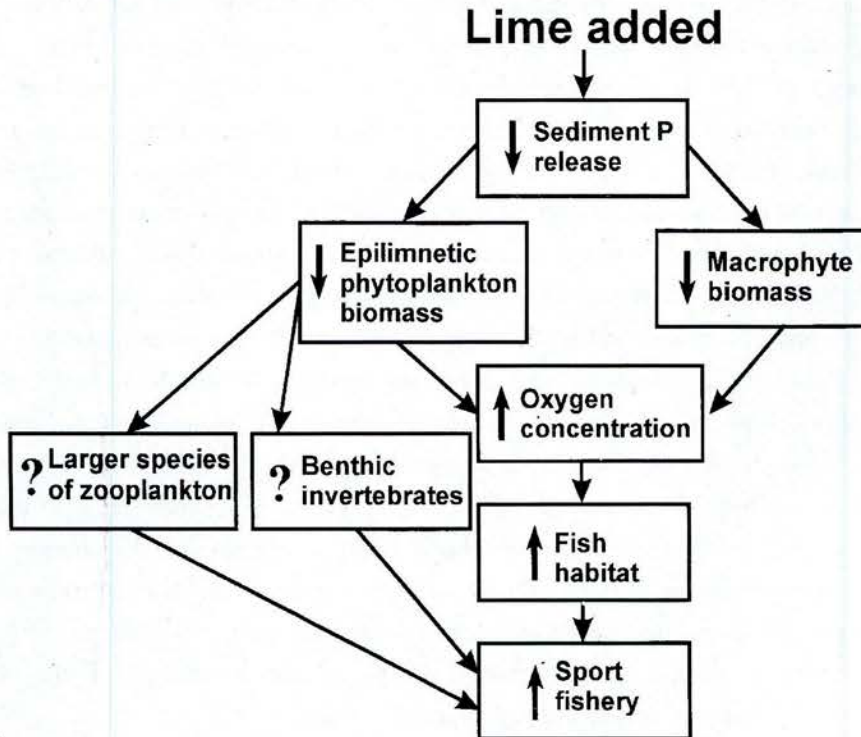 Lime added
Sediment P
release
Epilimnetic
phytoplankton
biomass
Macrophyte
biomass
Oxygen
concentration
? Larger species
of zooplankton
? Benthic
invertebrates
Fish
habitat
Sport
fishery